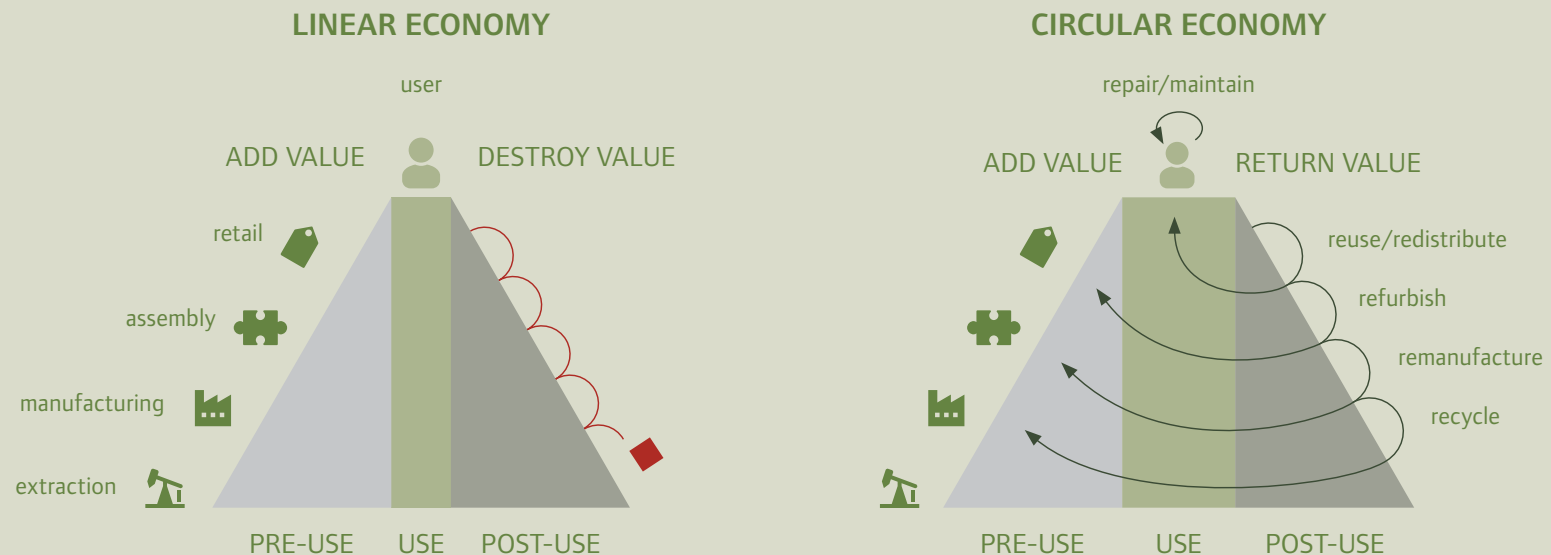 LINEAR ECONOMY
user
ADD VALUE
DESTROY VALUE
retail
assembly
manufacturing
extraction
PRE-USE
USE
POST-USE
CIRCULAR ECONOMY
repair/maintain
ADD VALUE
RETURN VALUE
reuse/redistribute
refurbish
remanufacture
recycle
PRE-USE
USE
POST-USE